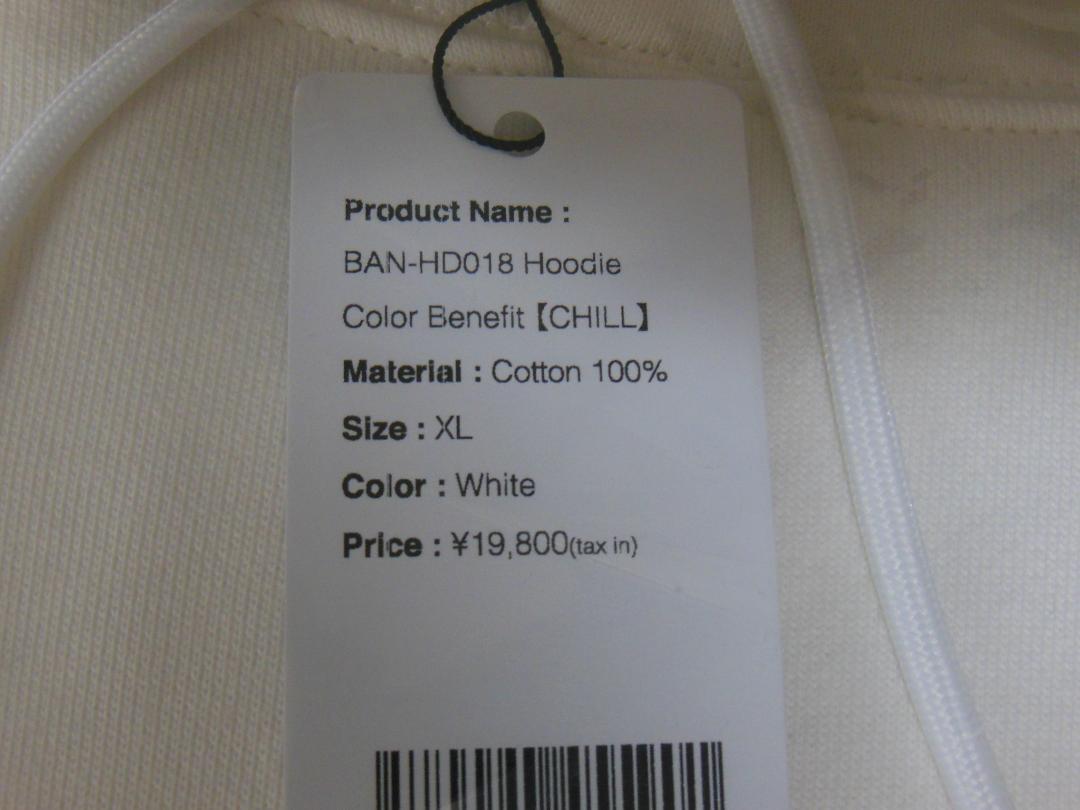 Product Name :
BAN-HD018 Hoodie
Color Benefit【CHILL】
Material : Cotton 100%
Size : XL
Color : White
Price : ¥19,800(tax in)